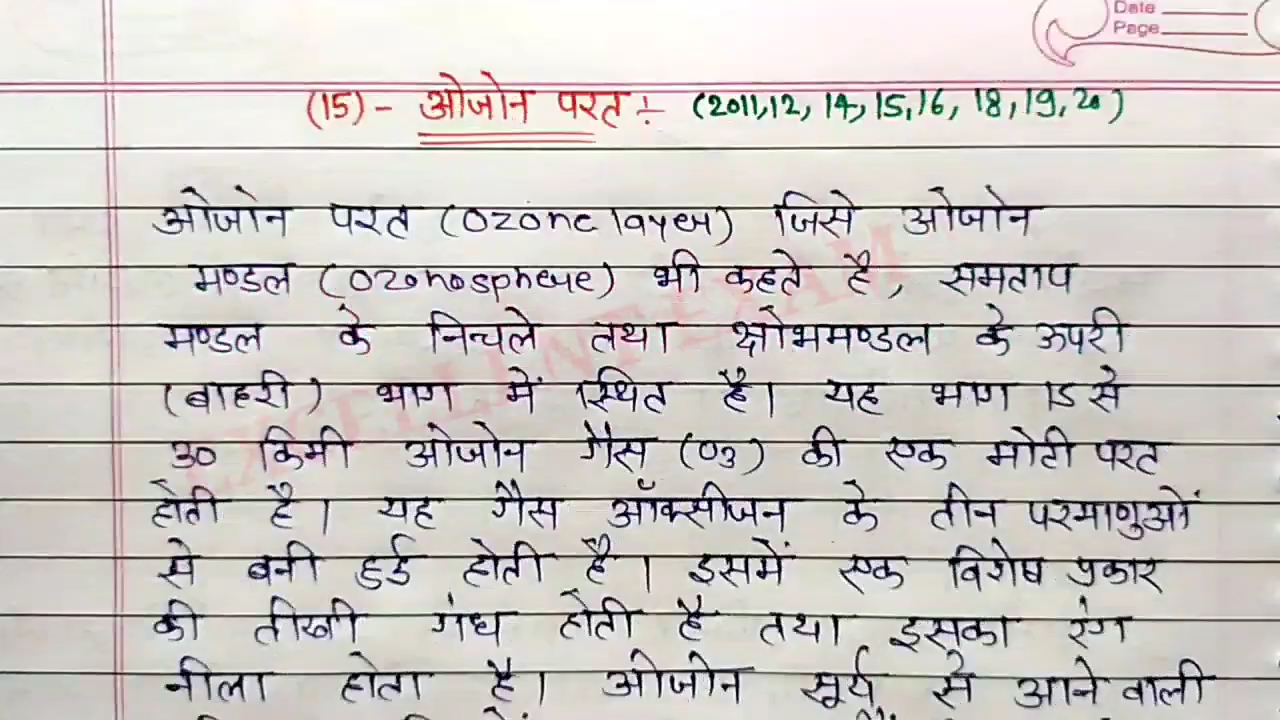 Date
Page
(15) - ओजोन परत ÷ (2011,12, 14, 15, 16, 18, 19, 20)
ओजोन परत (Ozone layer) जिसे ओजोन
मण्डल (Ozonosphere) भी कहते है, समताप
मण्डल के निचले तथा क्षोभमण्डल के ऊपरी
(बाहरी) भाग में स्थित है। यह भाग 15 से
30 किमी ओजोन गैस (O3) की एक मोटी परत
होती है। यह गैस ऑक्सीजन के तीन परमाणुओं
से बनी हुई होती है। इसमें एक विशेष प्रकार
की तीखी गंध होती है तथा इसका रंग
नीला होता है। ओजोन सूर्य से आने वाली